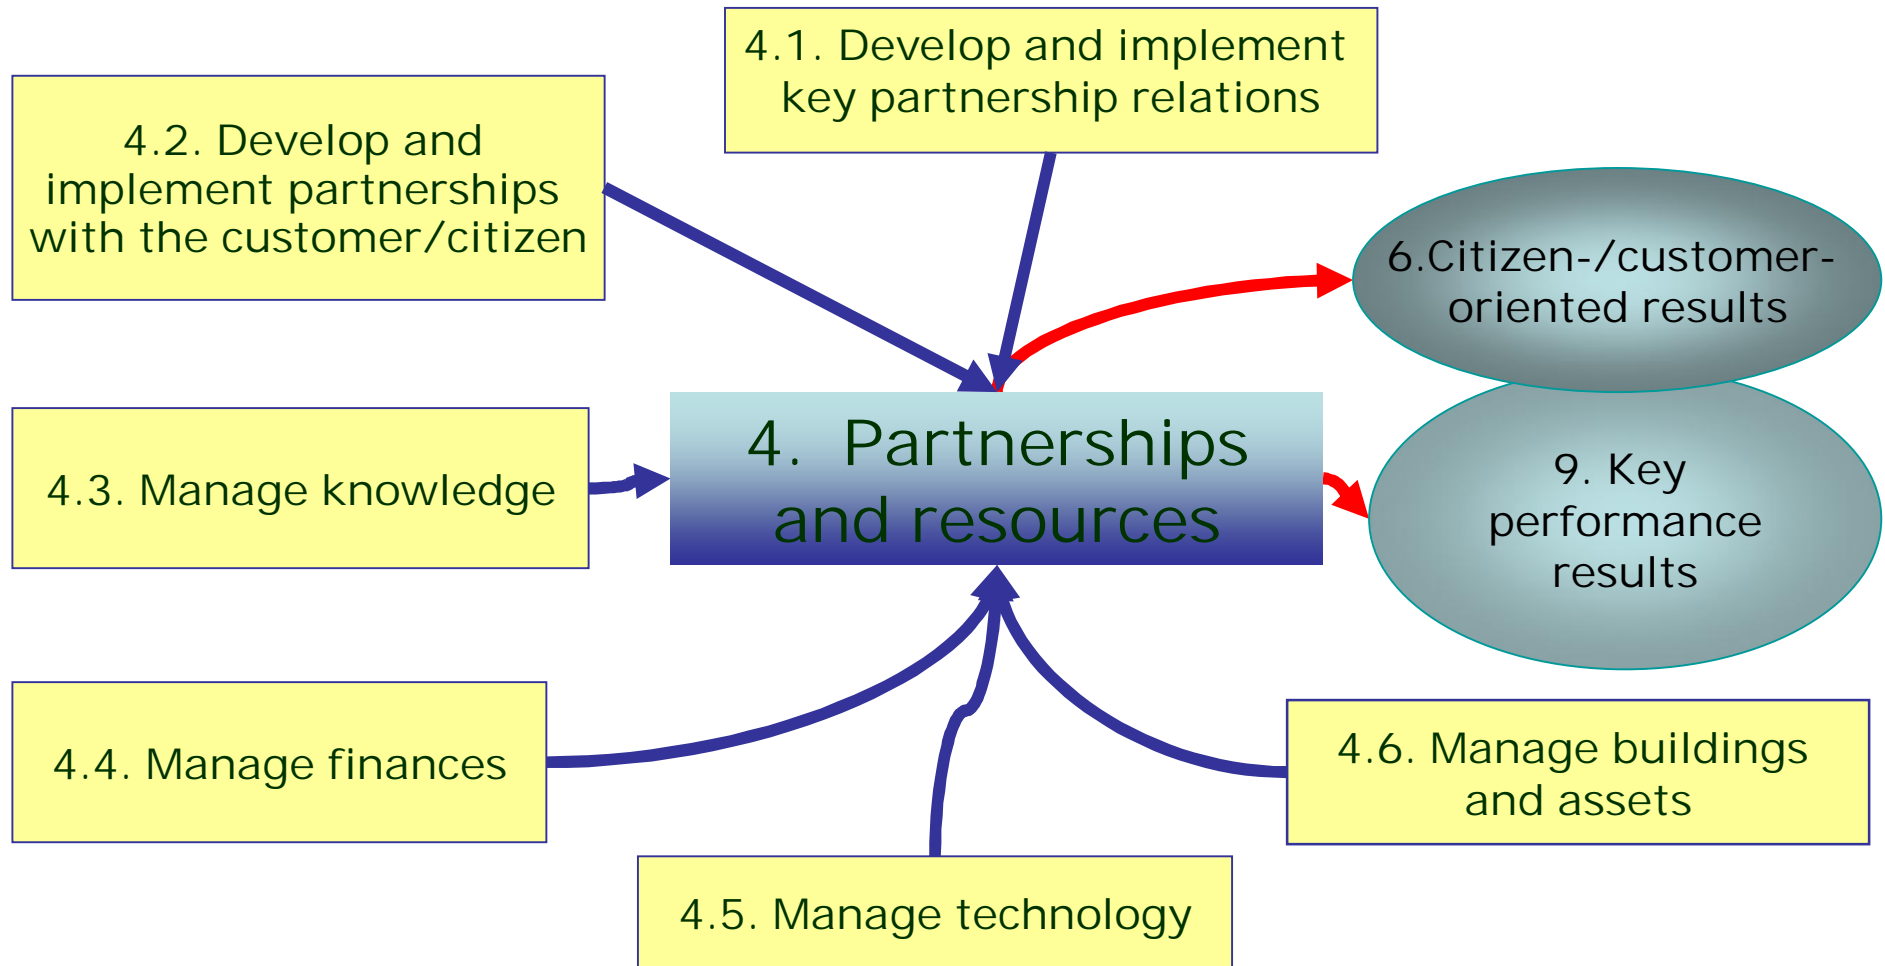 4.1. Develop and implement
key partnership relations
4.2. Develop and
implement partnerships
with the customer/citizen
6.Citizen-/customer-
oriented results
4. Partnerships
and resources
4.3. Manage knowledge
9. Key
performance
results
4.4. Manage finances
4.6. Manage buildings
and assets
4.5. Manage technology